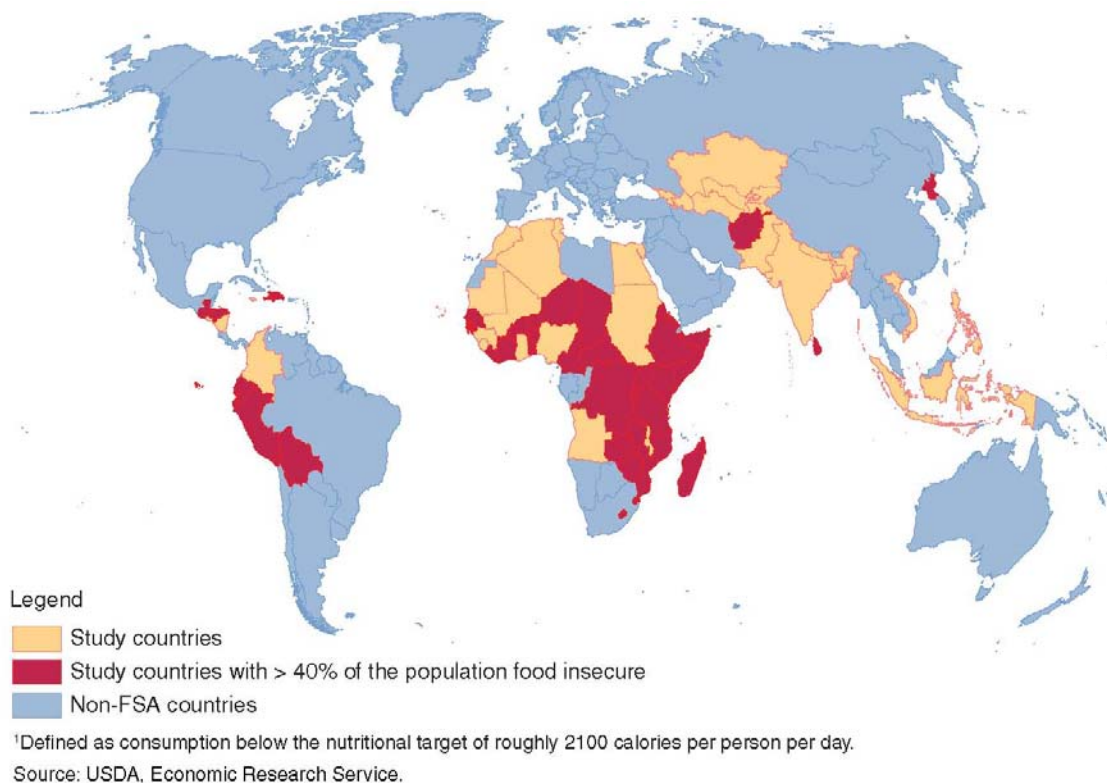 Legend
Study countries
Study countries with > 40% of the population food insecure
Non-FSA countries
¹Defined as consumption below the nutritional target of roughly 2100 calories per person per day.
Source: USDA, Economic Research Service.